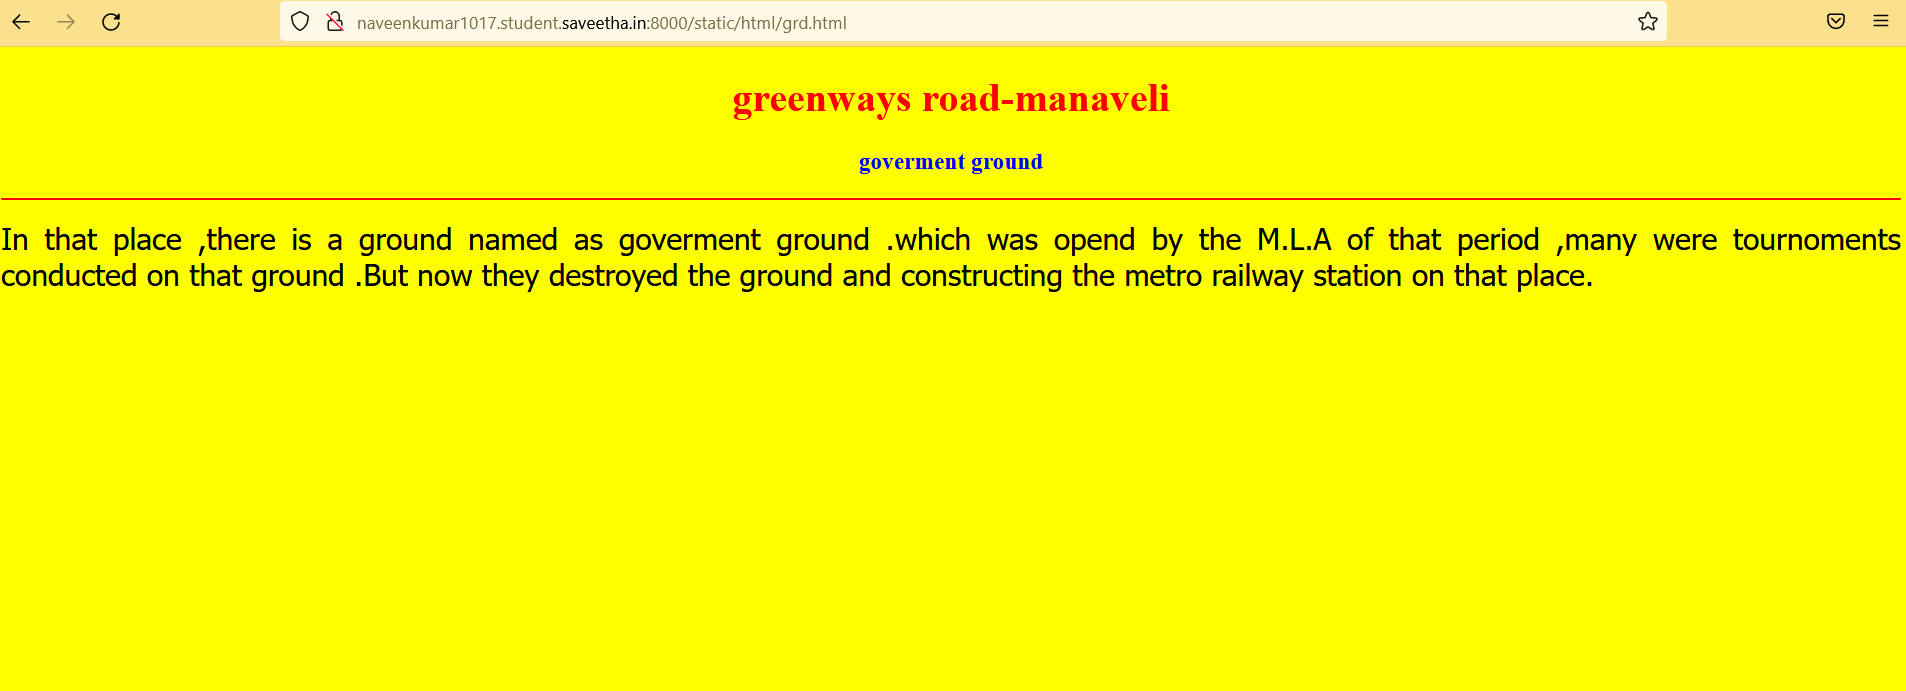 naveenkumar1017.student.saveetha.in:8000/static/html/grd.html
greenways road-manaveli
goverment ground
In that place ,there is a ground named as goverment ground .which was opend by the M.L.A of that period ,many were tournoments
conducted on that ground .But now they destroyed the ground and constructing the metro railway station on that place.